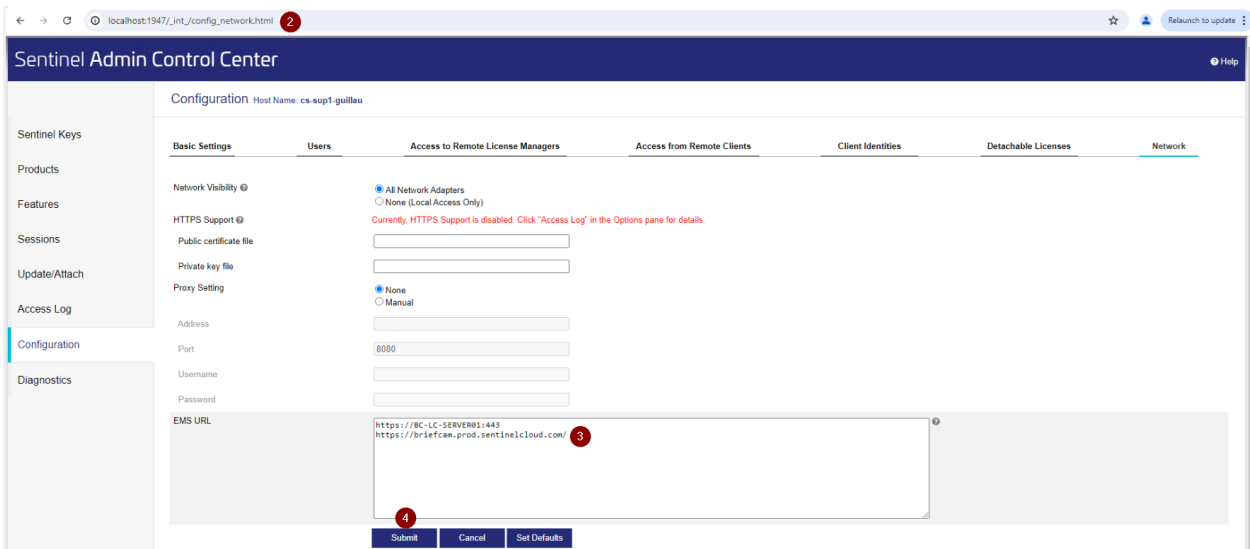 localhost:1947/_int_/config_network.html 2
Relaunch to update
Sentinel Admin Control Center
Help
Configuration Host Name: cs-sup1-guillau
Sentinel Keys
Products
Features
Sessions
Update/Attach
Access Log
Configuration
Diagnostics
Basic Settings Users Access to Remote License Managers Access from Remote Clients Client Identities Detachable Licenses Network
Network Visibility
All Network Adapters
None (Local Access Only)
HTTPS Support
Currently, HTTPS Support is disabled. Click "Access Log" in the Options pane for details.
Public certificate file
Private key file
Proxy Setting
None
Manual
Address
Port 8080
Username
Password
EMS URL
https://BC-LC-SERVER01:443
https://briefcam.prod.sentinelcloud.com/ 3
4
Submit Cancel Set Defaults